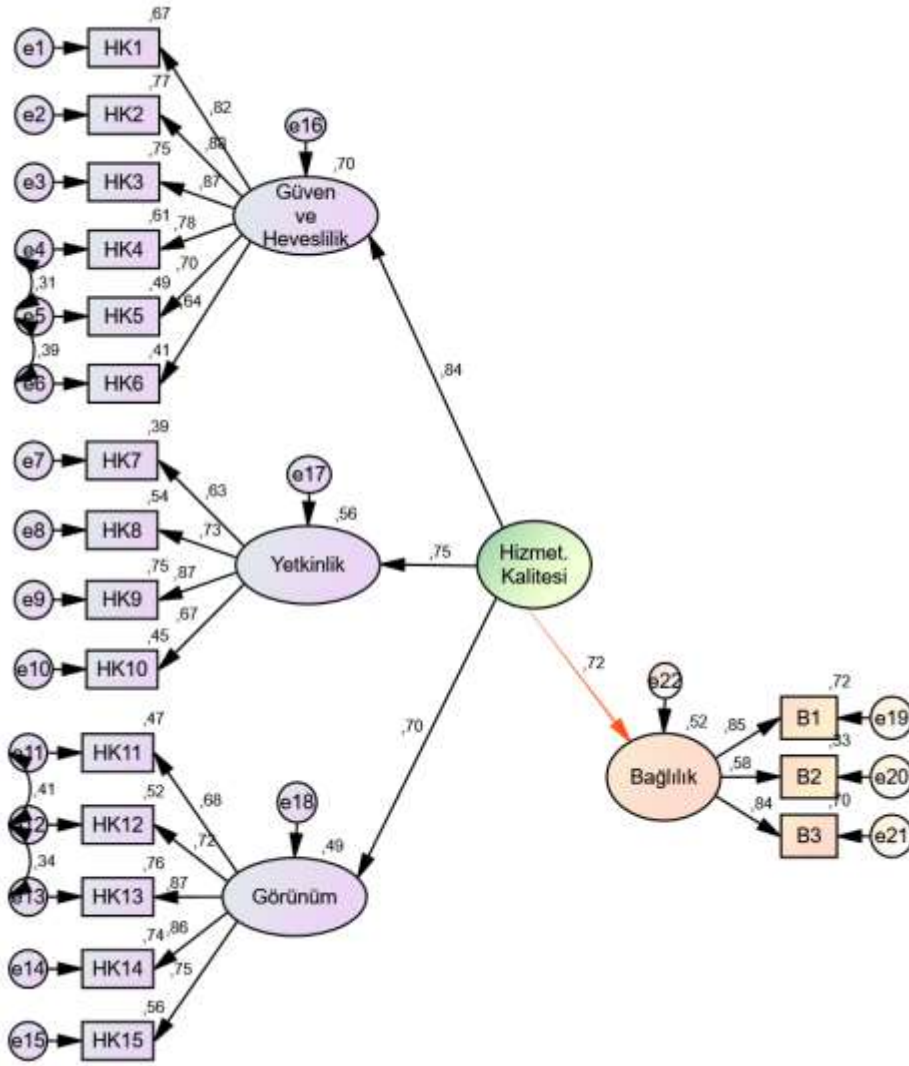 ,67
e1 HK1
,77
,82
e2 HK2
e16
,88
,75
,70
e3 HK3
,87
Güven
ve
Heveslilik
,61
,78
e4 HK4
,70
,31
,49
e5 HK5
,64
,39
,41
e6 HK6
,84
,39
e7 HK7
e17
,63
,54
,56
e8 HK8
,73
,75
Hizmet.
Kalitesi
Yetkinlik
,75
,87
e9 HK9
,67
,45
e10 HK10
,72
e22
,72
,47
,52
,85
B1 e19
e11 HK11
,70
,33
,41
,68
e18
Bağlılık
,58
B2 e20
,52
,84
,70
e12 HK12
,72
B3 e21
,34
,49
,76
e13 HK13
,87
Görünüm
,74
,86
e14 HK14
,75
,56
e15 HK15